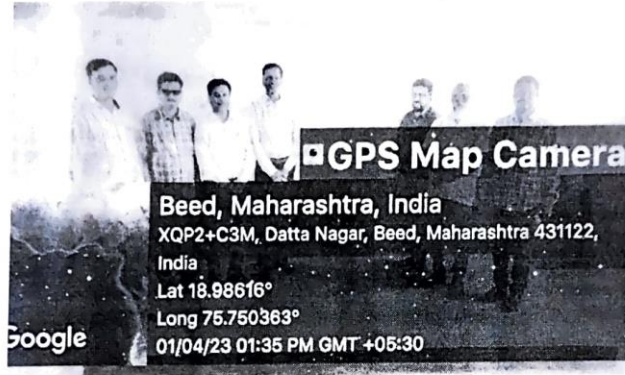 GPS Map Camera
Beed, Maharashtra, India
XQP2+C3M, Datta Nagar, Beed, Maharashtra 431122,
India
Lat 18.98616°
Long 75.750363°
01/04/23 01:35 PM GMT +05:30
Google